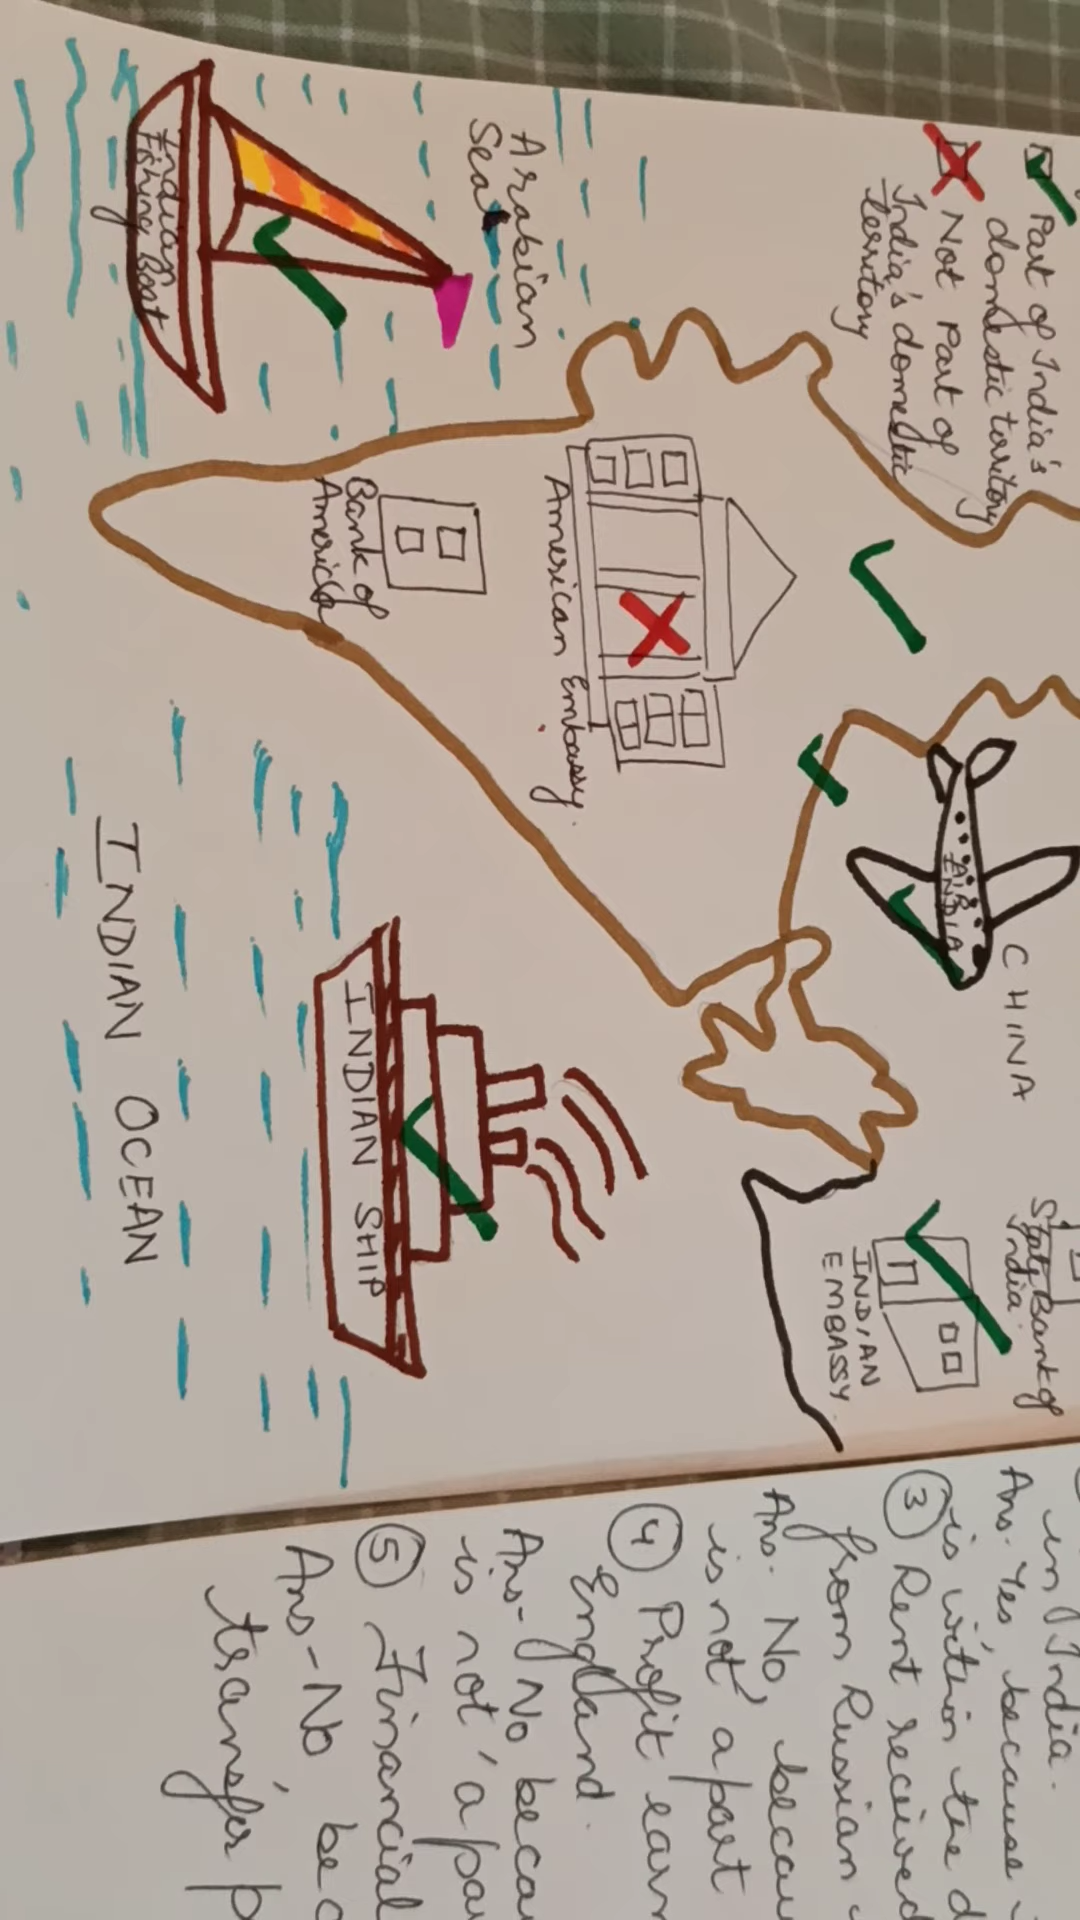 Part of India's
domestic territory
Not Part of
India's domestic
territory
Arabian
Sea
Indian
Fishing Boat
American Embassy.
Bank of
America
AIR
INDIA
CHINA
State Bank of
India.
INDIAN
EMBASSY.
INDIAN SHIP
INDIAN OCEAN
in India.
Ans. Yes, because
is within the d
③ Rent received
from Russian
Ans. No, becau
is not a part
④ Profit earn
England.
Ans- No beca
is not a pa
⑤ Financial
Ans- No be
transfer p